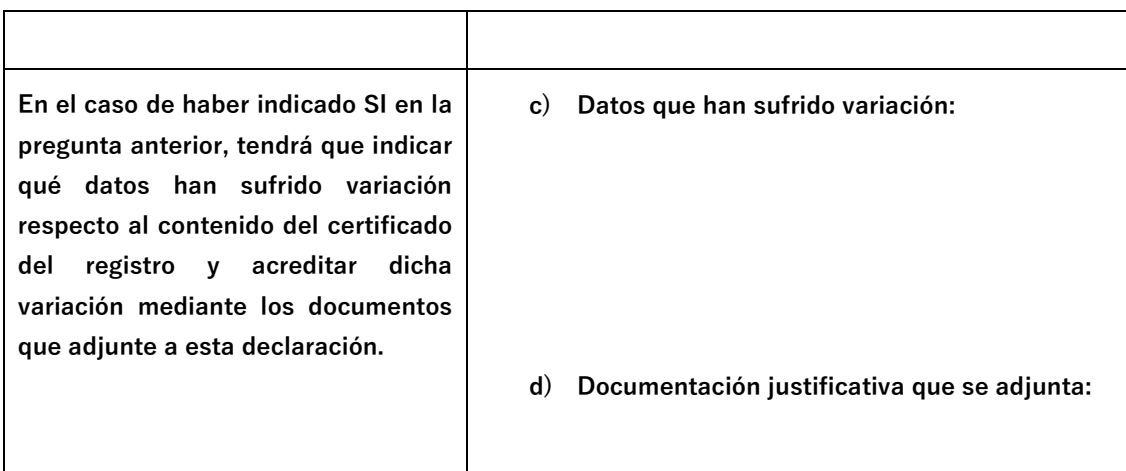 En el caso de haber indicado SI en la
pregunta anterior, tendrá que indicar
qué datos han sufrido variación
respecto al contenido del certificado
del registro y acreditar dicha
variación mediante los documentos
que adjunte a esta declaración.
c) Datos que han sufrido variación:
d) Documentación justificativa que se adjunta: